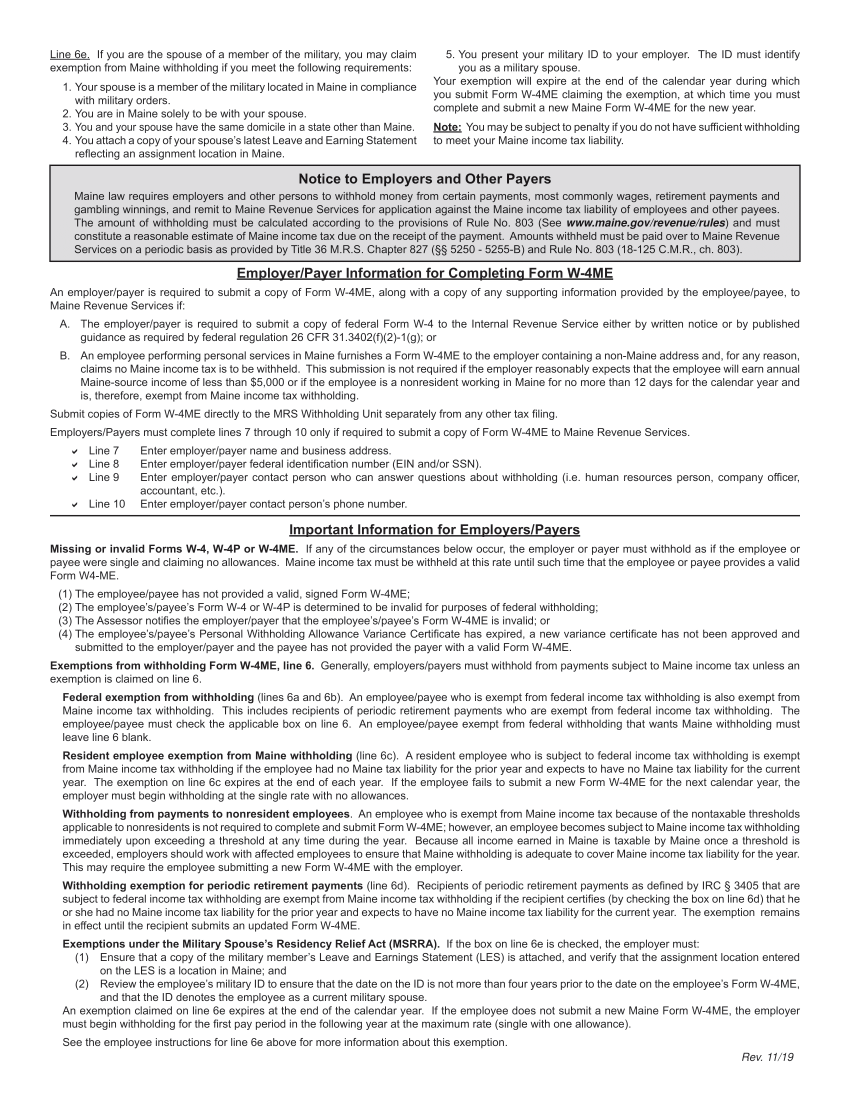 Line 6e. If you are the spouse of a member of the military, you may claim
exemption from Maine withholding if you meet the following requirements:
1. Your spouse is a member of the military located in Maine in compliance
with military orders.
2. You are in Maine solely to be with your spouse.
3. You and your spouse have the same domicile in a state other than Maine.
4. You attach a copy of your spouse's latest Leave and Earning Statement
reflecting an assignment location in Maine.
5. You present your military ID to your employer. The ID must identify
you as a military spouse.
Your exemption will expire at the end of the calendar year during which
you submit Form W-4ME claiming the exemption, at which time you must
complete and submit a new Maine Form W-4ME for the new year.
Note: You may be subject to penalty if you do not have sufficient withholding
to meet your Maine income tax liability.
Notice to Employers and Other Payers
Maine law requires employers and other persons to withhold money from certain payments, most commonly wages, retirement payments and
gambling winnings, and remit to Maine Revenue Services for application against the Maine income tax liability of employees and other payees.
The amount of withholding must be calculated according to the provisions of Rule No. 803 (See www.maine.gov/revenue/rules) and must
constitute a reasonable estimate of Maine income tax due on the receipt of the payment. Amounts withheld must be paid over to Maine Revenue
Services on a periodic basis as provided by Title 36 M.R.S. Chapter 827 (§§ 5250 - 5255-B) and Rule No. 803 (18-125 C.M.R., ch. 803).
Employer/Payer Information for Completing Form W-4ME
An employer/payer is required to submit a copy of Form W-4ME, along with a copy of any supporting information provided by the employee/payee, to
Maine Revenue Services if:
A. The employer/payer is required to submit a copy of federal Form W-4 to the Internal Revenue Service either by written notice or by published
guidance as required by federal regulation 26 CFR 31.3402(f)(2)-1(g); or
B. An employee performing personal services in Maine furnishes a Form W-4ME to the employer containing a non-Maine address and, for any reason,
claims no Maine income tax is to be withheld. This submission is not required if the employer reasonably expects that the employee will earn annual
Maine-source income of less than $5,000 or if the employee is a nonresident working in Maine for no more than 12 days for the calendar year and
is, therefore, exempt from Maine income tax withholding.
Submit copies of Form W-4ME directly to the MRS Withholding Unit separately from any other tax filing.
Employers/Payers must complete lines 7 through 10 only if required to submit a copy of Form W-4ME to Maine Revenue Services.
✔ Line 7 Enter employer/payer name and business address.
✔ Line 8 Enter employer/payer federal identification number (EIN and/or SSN).
✔ Line 9 Enter employer/payer contact person who can answer questions about withholding (i.e. human resources person, company officer,
accountant, etc.).
✔ Line 10 Enter employer/payer contact person's phone number.
Important Information for Employers/Payers
Missing or invalid Forms W-4, W-4P or W-4ME. If any of the circumstances below occur, the employer or payer must withhold as if the employee or
payee were single and claiming no allowances. Maine income tax must be withheld at this rate until such time that the employee or payee provides a valid
Form W4-ME.
(1) The employee/payee has not provided a valid, signed Form W-4ME;
(2) The employee's/payee's Form W-4 or W-4P is determined to be invalid for purposes of federal withholding;
(3) The Assessor notifies the employer/payer that the employee's/payee's Form W-4ME is invalid; or
(4) The employee's/payee's Personal Withholding Allowance Variance Certificate has expired, a new variance certificate has not been approved and
submitted to the employer/payer and the payee has not provided the payer with a valid Form W-4ME.
Exemptions from withholding Form W-4ME, line 6. Generally, employers/payers must withhold from payments subject to Maine income tax unless an
exemption is claimed on line 6.
Federal exemption from withholding (lines 6a and 6b). An employee/payee who is exempt from federal income tax withholding is also exempt from
Maine income tax withholding. This includes recipients of periodic retirement payments who are exempt from federal income tax withholding. The
employee/payee must check the applicable box on line 6. An employee/payee exempt from federal withholding that wants Maine withholding must
leave line 6 blank.
Resident employee exemption from Maine withholding (line 6c). A resident employee who is subject to federal income tax withholding is exempt
from Maine income tax withholding if the employee had no Maine tax liability for the prior year and expects to have no Maine tax liability for the current
year. The exemption on line 6c expires at the end of each year. If the employee fails to submit a new Form W-4ME for the next calendar year, the
employer must begin withholding at the single rate with no allowances.
Withholding from payments to nonresident employees. An employee who is exempt from Maine income tax because of the nontaxable thresholds
applicable to nonresidents is not required to complete and submit Form W-4ME; however, an employee becomes subject to Maine income tax withholding
immediately upon exceeding a threshold at any time during the year. Because all income earned in Maine is taxable by Maine once a threshold is
exceeded, employers should work with affected employees to ensure that Maine withholding is adequate to cover Maine income tax liability for the year.
This may require the employee submitting a new Form W-4ME with the employer.
Withholding exemption for periodic retirement payments (line 6d). Recipients of periodic retirement payments as defined by IRC § 3405 that are
subject to federal income tax withholding are exempt from Maine income tax withholding if the recipient certifies (by checking the box on line 6d) that he
or she had no Maine income tax liability for the prior year and expects to have no Maine income tax liability for the current year. The exemption remains
in effect until the recipient submits an updated Form W-4ME.
Exemptions under the Military Spouse's Residency Relief Act (MSRRA). If the box on line 6e is checked, the employer must:
(1) Ensure that a copy of the military member's Leave and Earnings Statement (LES) is attached, and verify that the assignment location entered
on the LES is a location in Maine; and
(2) Review the employee's military ID to ensure that the date on the ID is not more than four years prior to the date on the employee's Form W-4ME,
and that the ID denotes the employee as a current military spouse.
An exemption claimed on line 6e expires at the end of the calendar year. If the employee does not submit a new Maine Form W-4ME, the employer
must begin withholding for the first pay period in the following year at the maximum rate (single with one allowance).
See the employee instructions for line 6e above for more information about this exemption.
Rev. 11/19